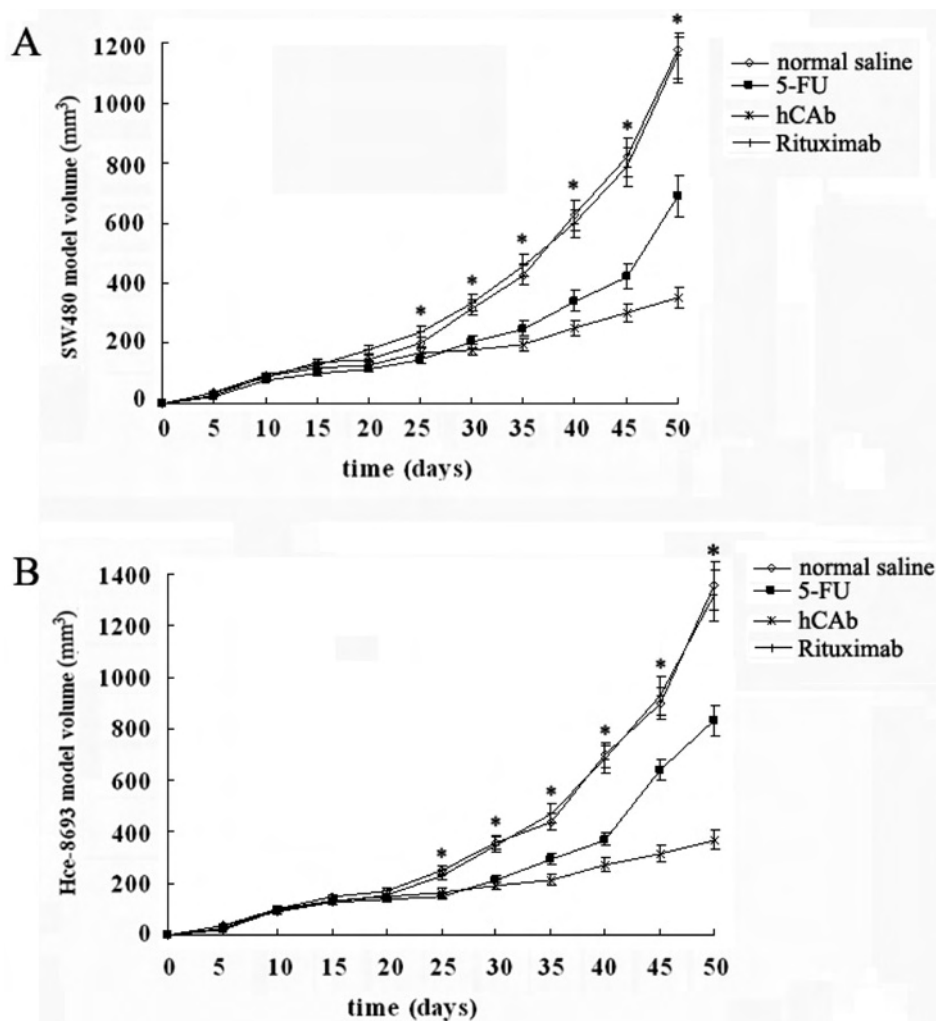 A
SW480 model volume (mm³)
1200
1000
800
600
400
200
0
* * * * * *
0 5 10 15 20 25 30 35 40 45 50
time (days)
normal saline
5-FU
hCAb
Rituximab
B
Hce-8693 model volume (mm³)
1400
1200
1000
800
600
400
200
0
* * * * * *
0 5 10 15 20 25 30 35 40 45 50
time (days)
normal saline
5-FU
hCAb
Rituximab